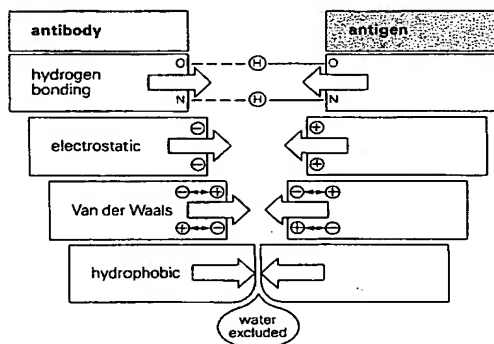 antibody
antigen
hydrogen
bonding
O
H
O
N
H
N
electrostatic
⊖
⊕
⊖
⊕
Van der Waals
⊖↔⊕
⊖↔⊕
⊕↔⊖
⊕↔⊖
hydrophobic
water
excluded